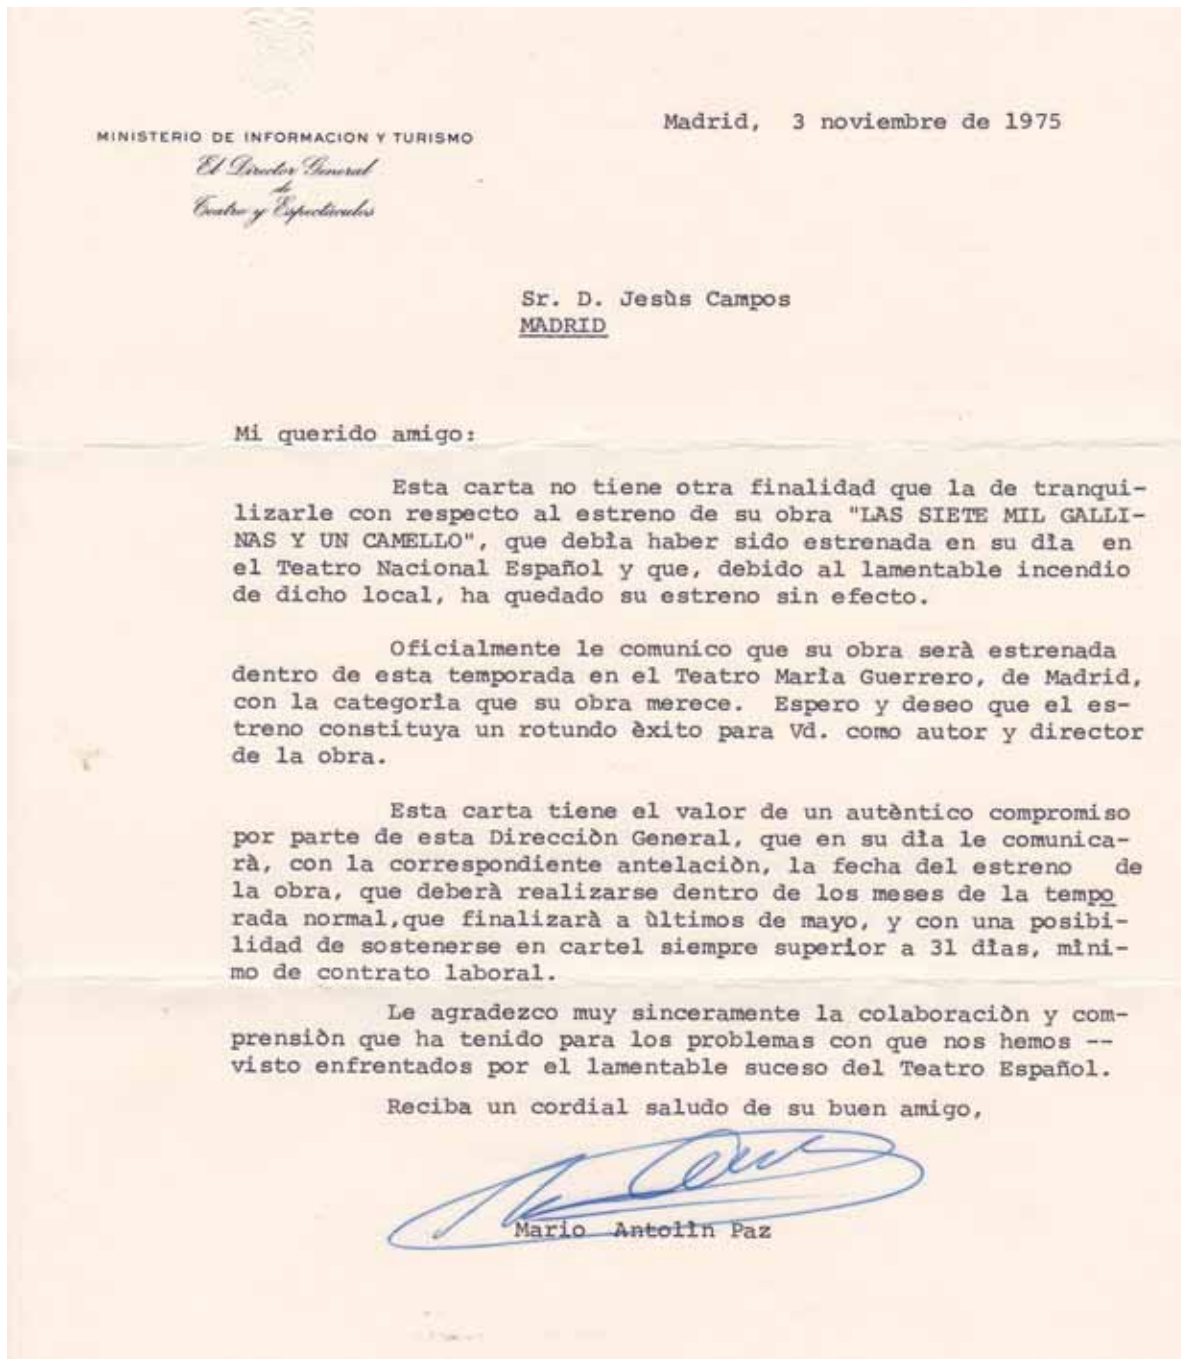 MINISTERIO DE INFORMACION Y TURISMO
El Director General
de
Teatro y Espectáculos
Madrid, 3 noviembre de 1975
Sr. D. Jesùs Campos
MADRID
Mi querido amigo:
Esta carta no tiene otra finalidad que la de tranqui-
lizarle con respecto al estreno de su obra "LAS SIETE MIL GALLI-
NAS Y UN CAMELLO", que debìa haber sido estrenada en su dìa en
el Teatro Nacional Español y que, debido al lamentable incendio
de dicho local, ha quedado su estreno sin efecto.
Oficialmente le comunico que su obra serà estrenada
dentro de esta temporada en el Teatro Marìa Guerrero, de Madrid,
con la categorìa que su obra merece. Espero y deseo que el es-
treno constituya un rotundo èxito para Vd. como autor y director
de la obra.
Esta carta tiene el valor de un autèntico compromiso
por parte de esta Direcciòn General, que en su dìa le comunica-
rà, con la correspondiente antelaciòn, la fecha del estreno de
la obra, que deberà realizarse dentro de los meses de la tempo
rada normal,que finalizarà a ùltimos de mayo, y con una posibi-
lidad de sostenerse en cartel siempre superior a 31 dìas, mìni-
mo de contrato laboral.
Le agradezco muy sinceramente la colaboraciòn y com-
prensiòn que ha tenido para los problemas con que nos hemos --
visto enfrentados por el lamentable suceso del Teatro Español.
Reciba un cordial saludo de su buen amigo,
Mario Antolìn Paz